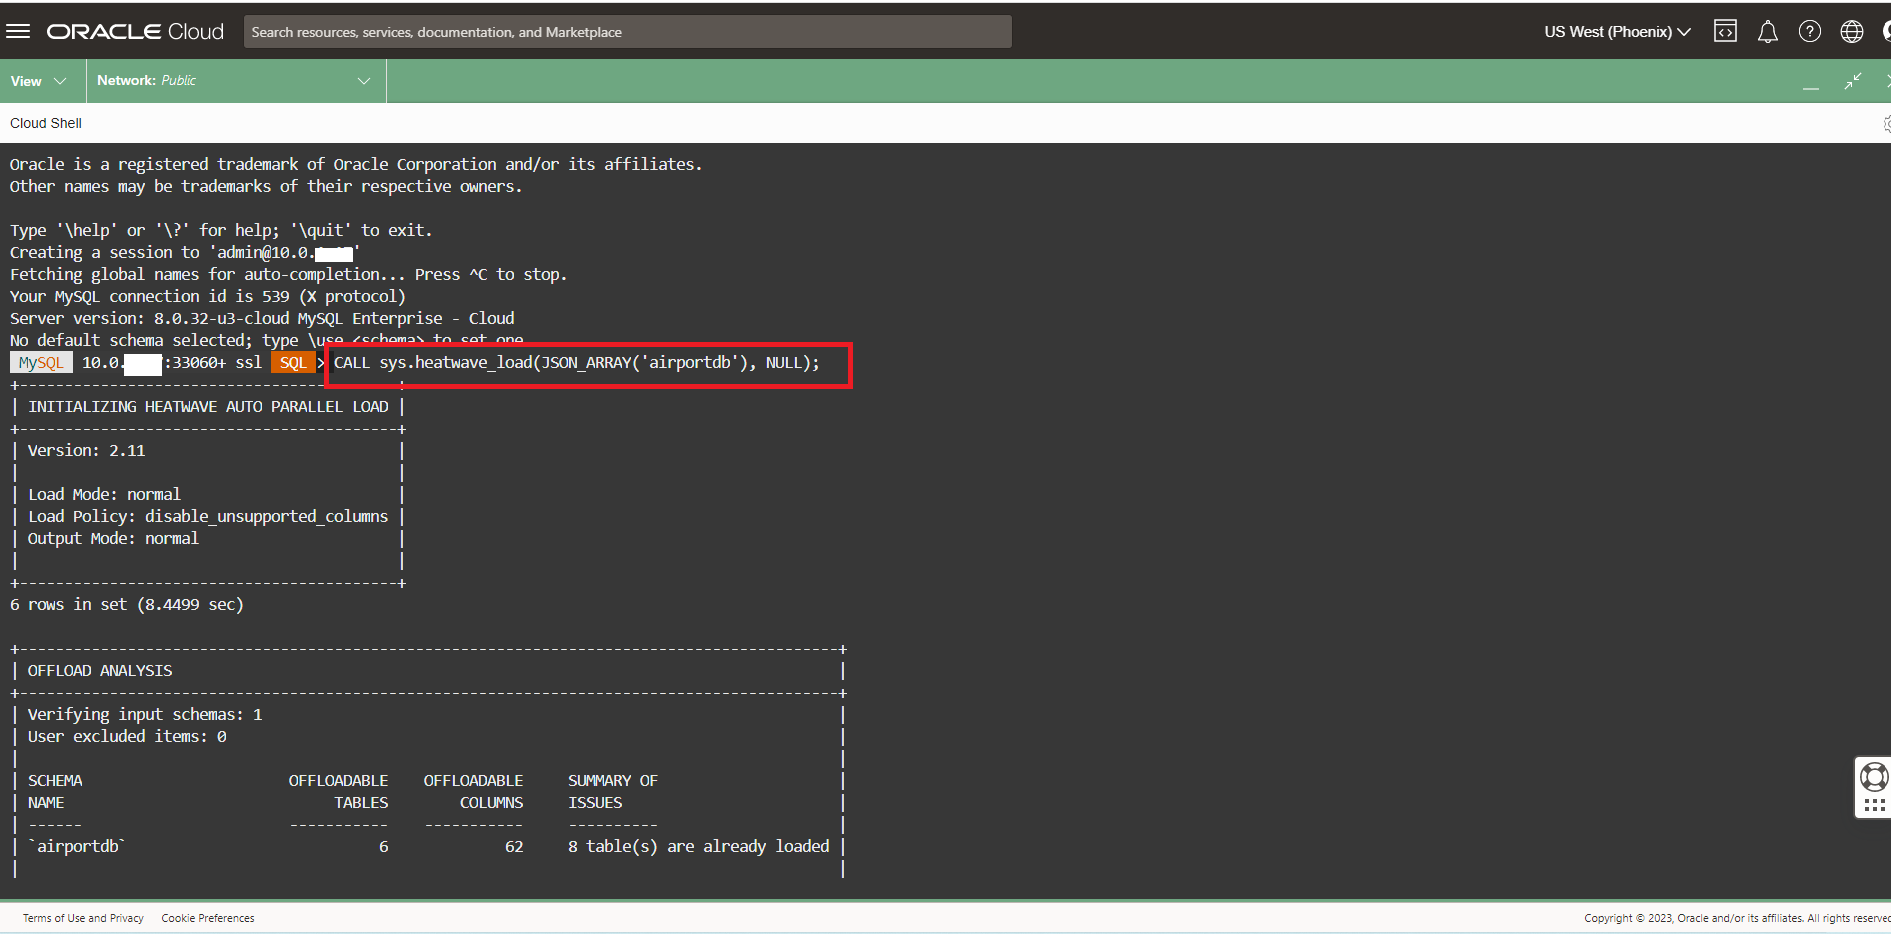 ORACLE Cloud
Search resources, services, documentation, and Marketplace
US West (Phoenix)
View
Network: Public
Cloud Shell
Oracle is a registered trademark of Oracle Corporation and/or its affiliates.
Other names may be trademarks of their respective owners.
Type '\help' or '\?' for help; '\quit' to exit.
Creating a session to 'admin@10.0.    '
Fetching global names for auto-completion... Press ^C to stop.
Your MySQL connection id is 539 (X protocol)
Server version: 8.0.32-u3-cloud MySQL Enterprise - Cloud
No default schema selected; type \use <schema> to set one
MySQL 10.0.    :33060+ ssl SQL > CALL sys.heatwave_load(JSON_ARRAY('airportdb'), NULL);
+------------------------------------------+
| INITIALIZING HEATWAVE AUTO PARALLEL LOAD |
+------------------------------------------+
| Version: 2.11                            |
|                                          |
| Load Mode: normal                        |
| Load Policy: disable_unsupported_columns |
| Output Mode: normal                      |
|                                          |
+------------------------------------------+
6 rows in set (8.4499 sec)
+-------------------------------------------------------------------------------------------+
| OFFLOAD ANALYSIS                                                                          |
+-------------------------------------------------------------------------------------------+
| Verifying input schemas: 1                                                                |
| User excluded items: 0                                                                    |
|                                                                                           |
| SCHEMA                       OFFLOADABLE    OFFLOADABLE     SUMMARY OF                    |
| NAME                              TABLES        COLUMNS     ISSUES                        |
| ------                       -----------    -----------     ----------                    |
| `airportdb`                            6             62     8 table(s) are already loaded |
|                                                                                           |
Terms of Use and Privacy
Cookie Preferences
Copyright © 2023, Oracle and/or its affiliates. All rights reserved